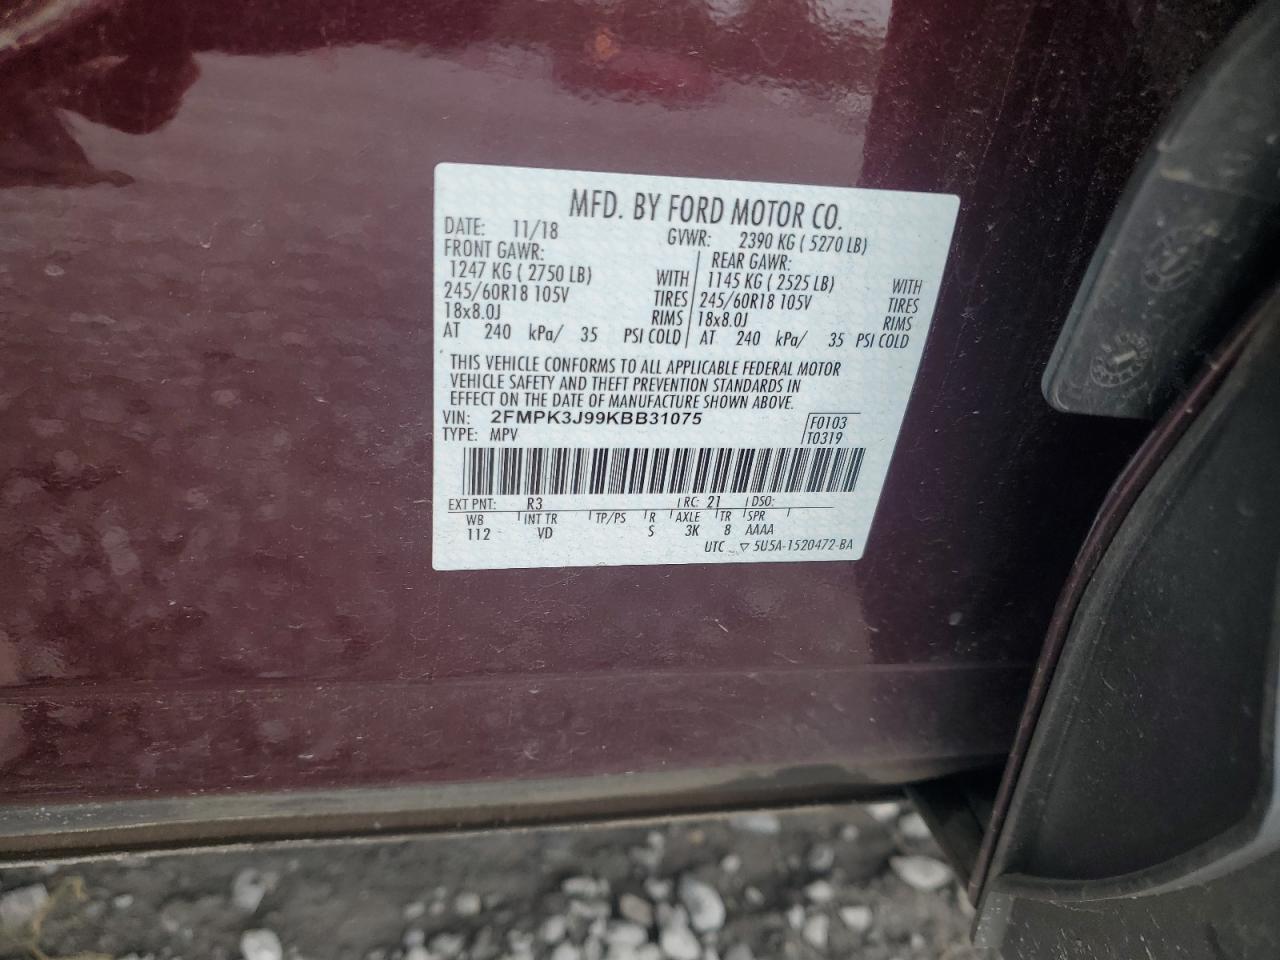 MFD. BY FORD MOTOR CO.
DATE: 11/18 GVWR: 2390 KG ( 5270 LB)
FRONT GAWR: REAR GAWR:
1247 KG ( 2750 LB) WITH 1145 KG ( 2525 LB) WITH
245/60R18 105V TIRES 245/60R18 105V TIRES
18x8.0J RIMS 18x8.0J RIMS
AT 240 kPa/ 35 PSI COLD AT 240 kPa/ 35 PSI COLD
THIS VEHICLE CONFORMS TO ALL APPLICABLE FEDERAL MOTOR
VEHICLE SAFETY AND THEFT PREVENTION STANDARDS IN
EFFECT ON THE DATE OF MANUFACTURE SHOWN ABOVE.
VIN: 2FMPK3J99KBB31075 F0103
TYPE: MPV T0319
EXT PNT: R3 RC: 21 DSO:
WB INT TR TP/PS R AXLE TR SPR
112 VD S 3K 8 AAAA
UTC ▽ 5U5A-1520472-BA